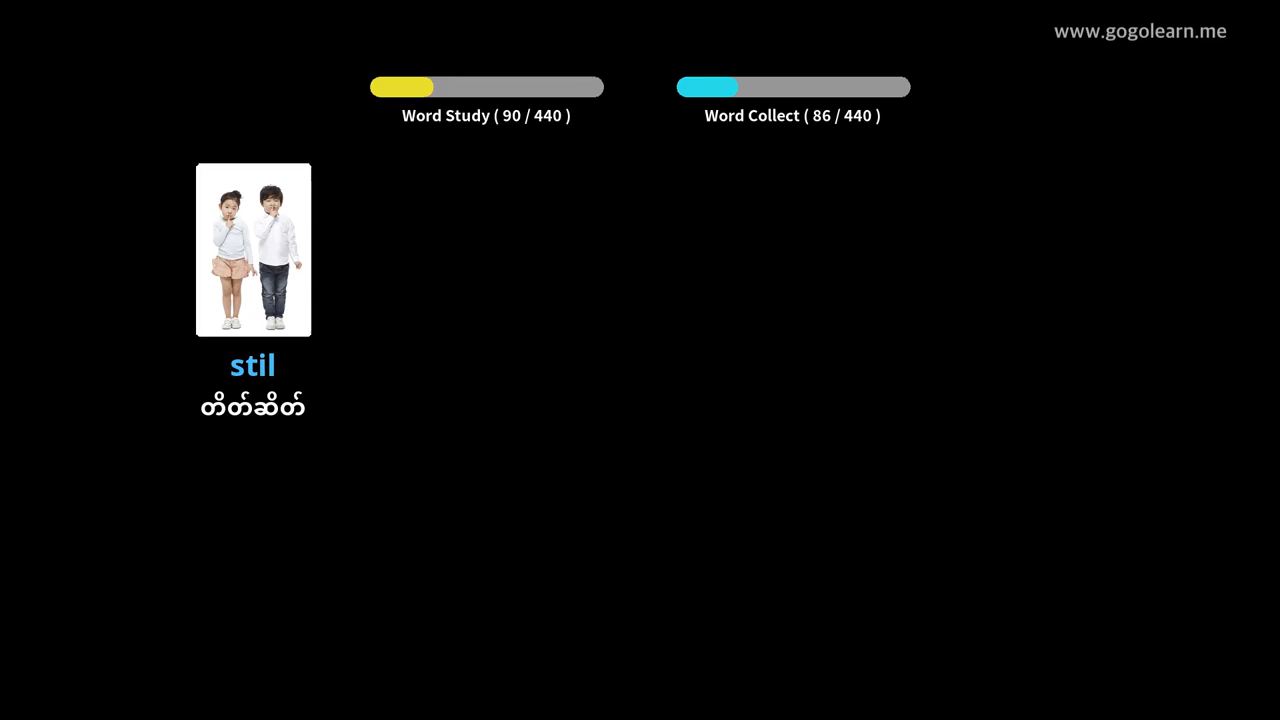 www.gogolearn.me
Word Study ( 90 / 440 )
Word Collect ( 86 / 440 )
stil
တိတ်ဆိတ်